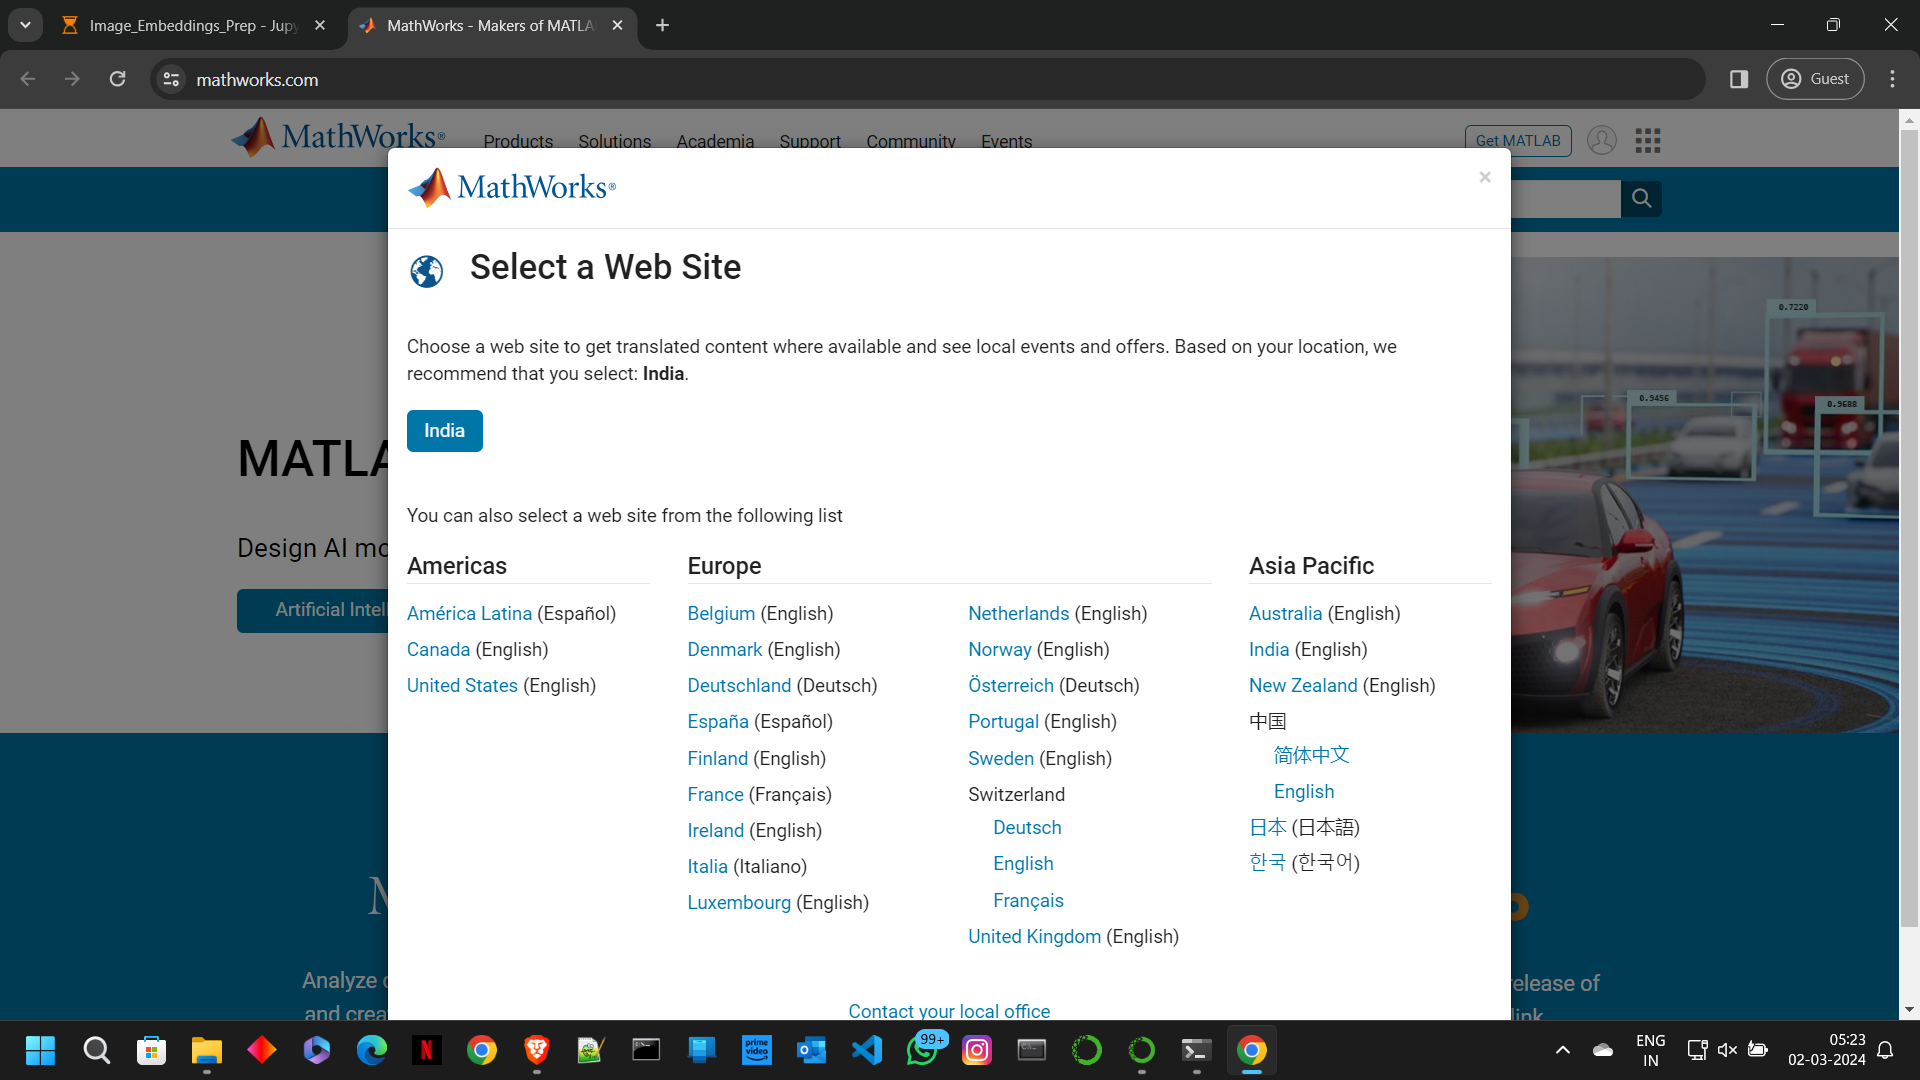 Image_Embeddings_Prep - Jupy
MathWorks - Makers of MATLA
mathworks.com
Guest
MathWorks®
Products
Solutions
Academia
Support
Community
Events
Get MATLAB
MathWorks®
×
Select a Web Site
Choose a web site to get translated content where available and see local events and offers. Based on your location, we
recommend that you select: India.
India
You can also select a web site from the following list
Americas
América Latina (Español)
Canada (English)
United States (English)
Europe
Belgium (English)
Denmark (English)
Deutschland (Deutsch)
España (Español)
Finland (English)
France (Français)
Ireland (English)
Italia (Italiano)
Luxembourg (English)
Netherlands (English)
Norway (English)
Österreich (Deutsch)
Portugal (English)
Sweden (English)
Switzerland
Deutsch
English
Français
United Kingdom (English)
Asia Pacific
Australia (English)
India (English)
New Zealand (English)
中国
简体中文
English
日本 (日本語)
한국 (한국어)
Contact your local office
MATLA
Design AI mo
Artificial Intell
0.7220
0.9456
0.9688
M
Analyze
and crea
elease of
link
prime
video
99+
N
ENG
IN
05:23
02-03-2024